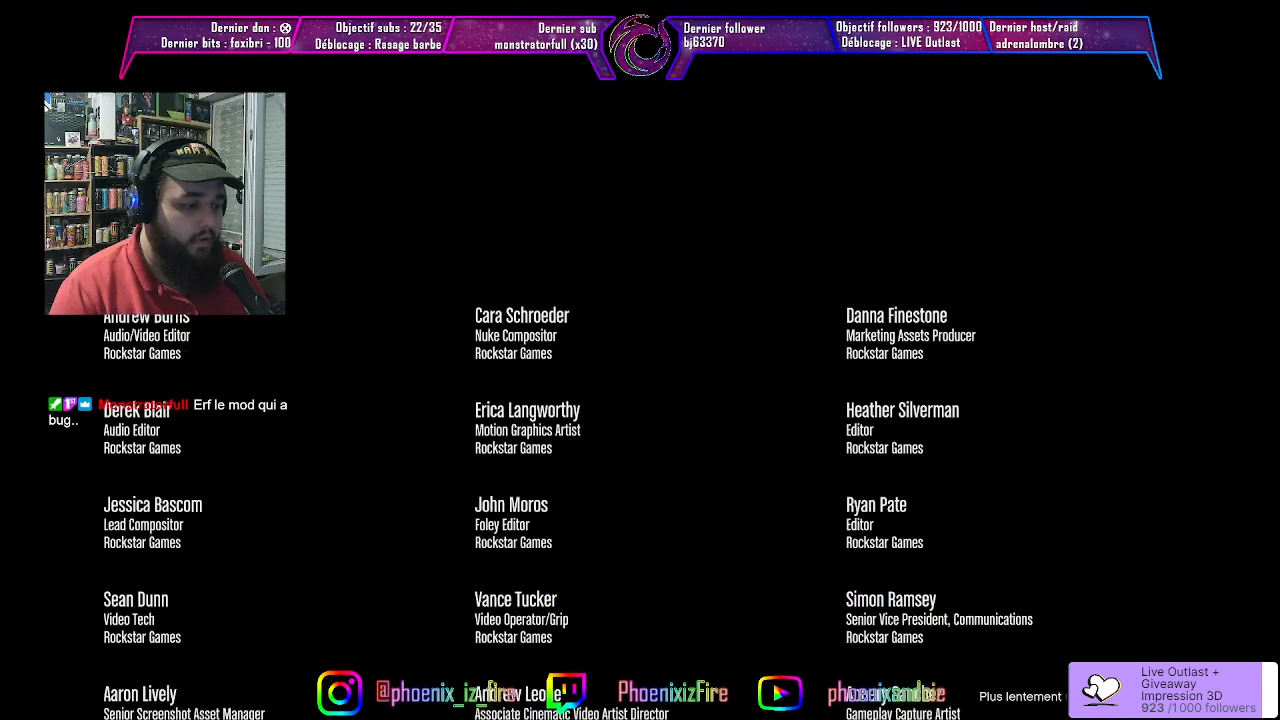 Dernier don : ⊗
Dernier bits : foxibri - 100
Objectif subs : 22/35
Déblocage : Rasage barbe
Dernier sub
monstratorfull (x30)
Dernier follower
bj63370
Objectif followers : 923/1000
Déblocage : LIVE Outlast
Dernier host/raid
adrenalombre (2)
Andrew Burns
Audio/Video Editor
Rockstar Games
Cara Schroeder
Nuke Compositor
Rockstar Games
Danna Finestone
Marketing Assets Producer
Rockstar Games
Monstratorfull Erf le mod qui a
bug..
Derek Blair
Audio Editor
Rockstar Games
Erica Langworthy
Motion Graphics Artist
Rockstar Games
Heather Silverman
Editor
Rockstar Games
Jessica Bascom
Lead Compositor
Rockstar Games
John Moros
Foley Editor
Rockstar Games
Ryan Pate
Editor
Rockstar Games
Sean Dunn
Video Tech
Rockstar Games
Vance Tucker
Video Operator/Grip
Rockstar Games
Simon Ramsey
Senior Vice President, Communications
Rockstar Games
Aaron Lively
Senior Screenshot Asset Manager
Andrew Leone
Associate Cinematic Video Artist Director
Gameplay Capture Artist
@phoenix_iz_fire
PhoenixizFire
Plus lentement
Live Outlast +
Giveaway
Impression 3D
923 /1000 followers